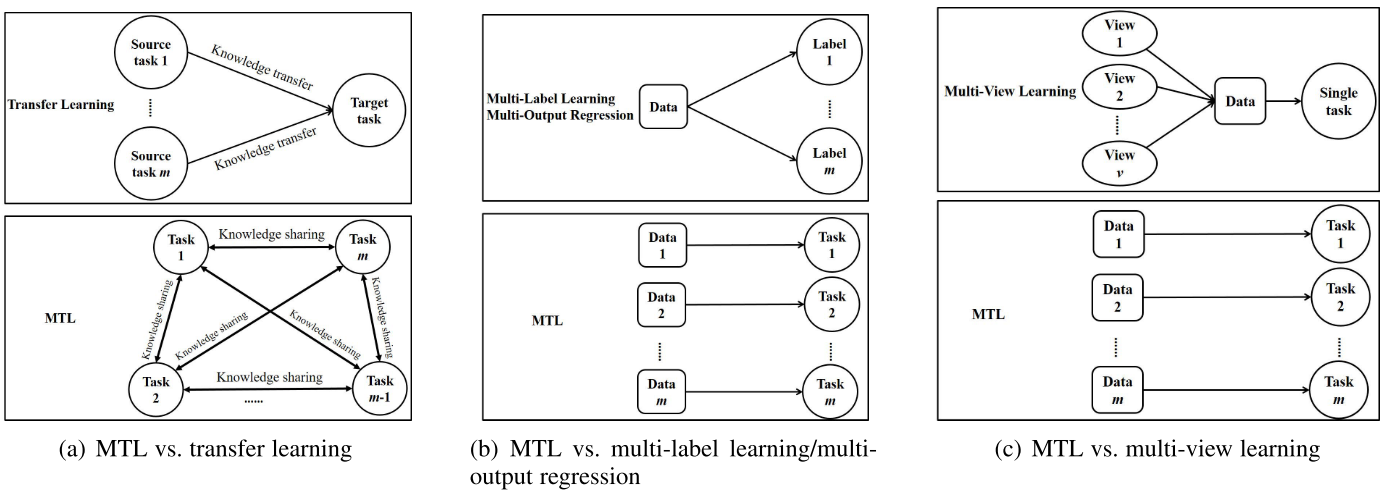 Transfer Learning
Source
task 1
Source
task m
Knowledge transfer
Knowledge transfer
Target
task
MTL
Task
1
Knowledge sharing
Task
m
Knowledge sharing
Knowledge sharing
Knowledge sharing
Knowledge sharing
Task
2
Knowledge sharing
......
Task
m-1
(a) MTL vs. transfer learning
Multi-Label Learning
Multi-Output Regression
Data
Label
1
Label
m
MTL
Data
1
Task
1
Data
2
Task
2
Data
m
Task
m
(b) MTL vs. multi-label learning/multi-
output regression
Multi-View Learning
View
1
View
2
View
v
Data
Single
task
MTL
Data
1
Task
1
Data
2
Task
2
Data
m
Task
m
(c) MTL vs. multi-view learning